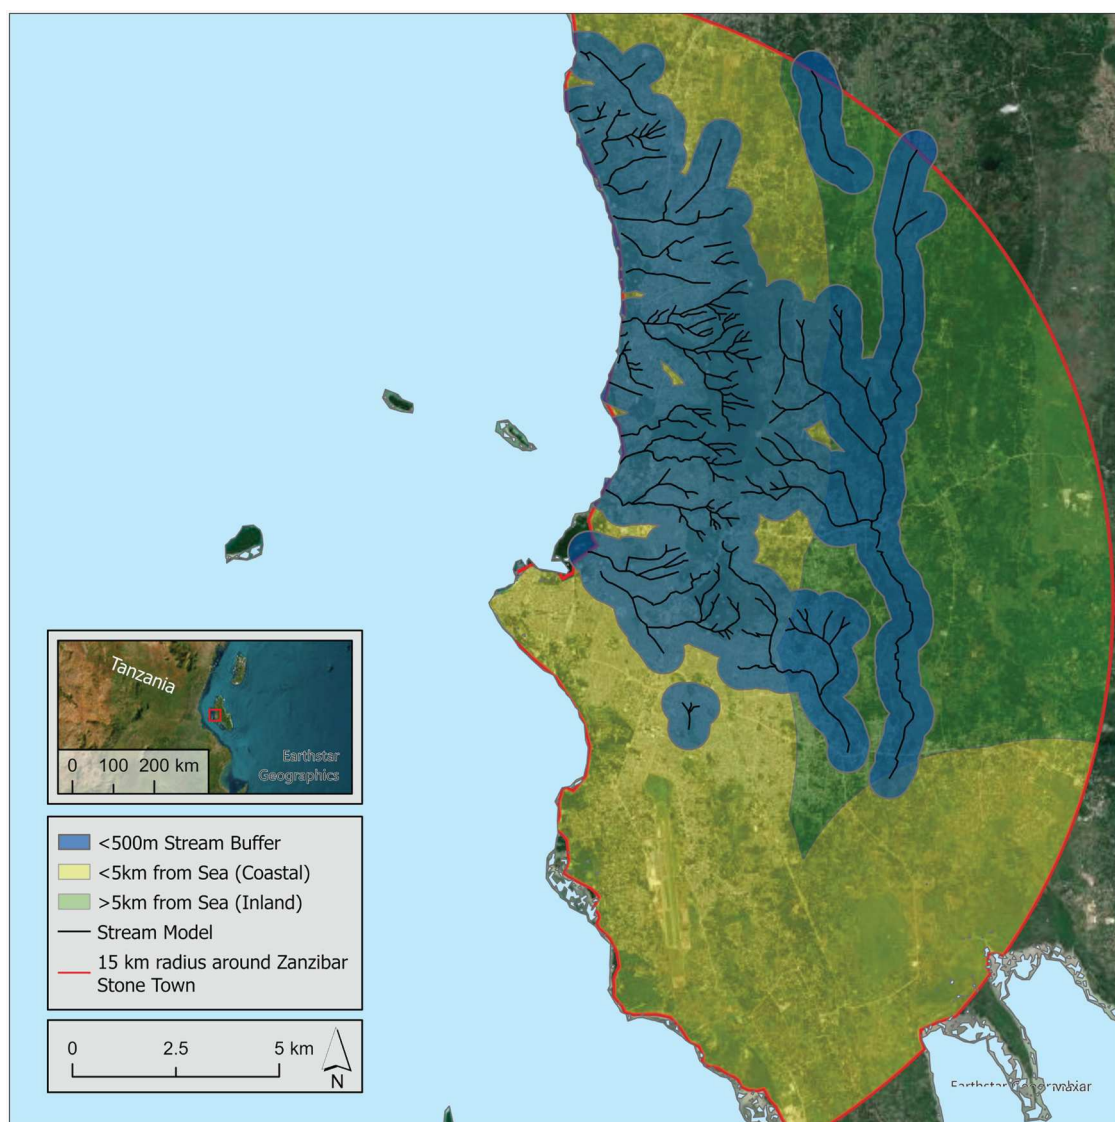 Tanzania
Earthstar
Geographics
0 100 200 km
<500m Stream Buffer
<5km from Sea (Coastal)
>5km from Sea (Inland)
Stream Model
15 km radius around Zanzibar
Stone Town
0 2.5 5 km
N
Earthstar